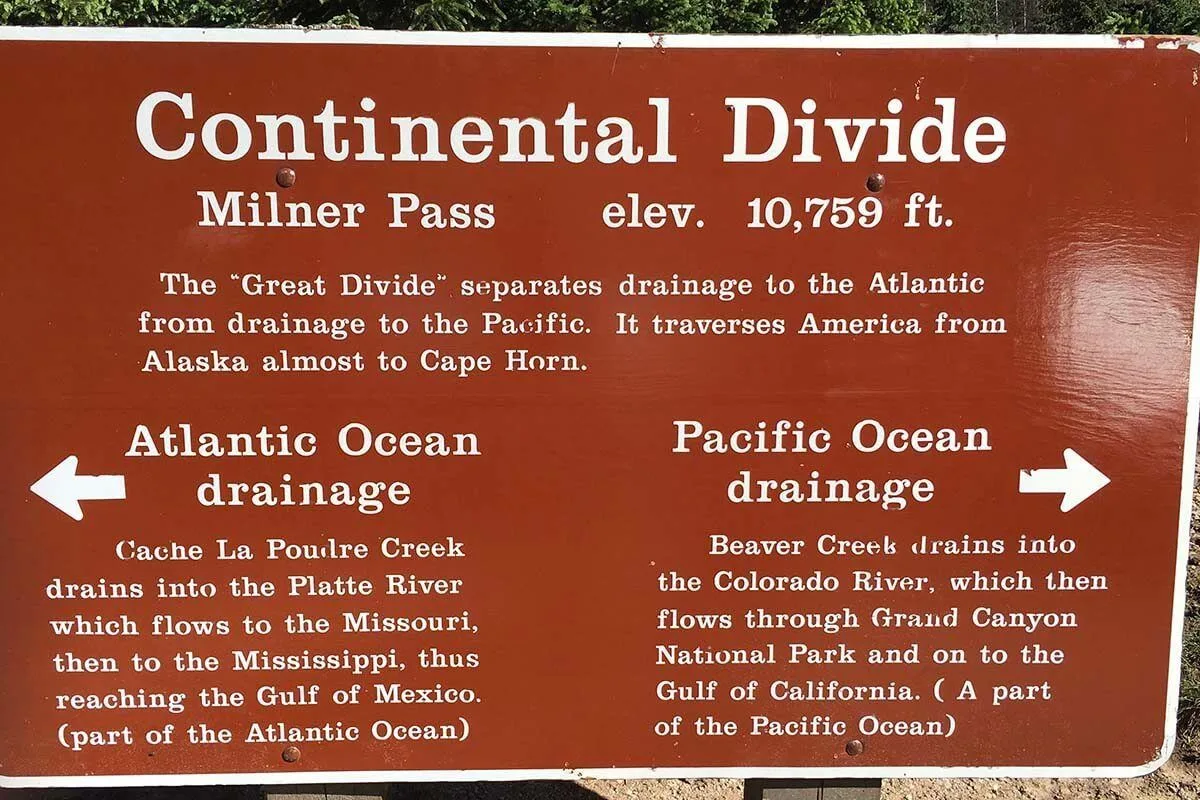 Continental Divide
Milner Pass elev. 10,759 ft.
The "Great Divide" separates drainage to the Atlantic
from drainage to the Pacific. It traverses America from
Alaska almost to Cape Horn.
Atlantic Ocean
drainage
Cache La Poudre Creek
drains into the Platte River
which flows to the Missouri,
then to the Mississippi, thus
reaching the Gulf of Mexico.
(part of the Atlantic Ocean)
Pacific Ocean
drainage
Beaver Creek drains into
the Colorado River, which then
flows through Grand Canyon
National Park and on to the
Gulf of California. ( A part
of the Pacific Ocean)